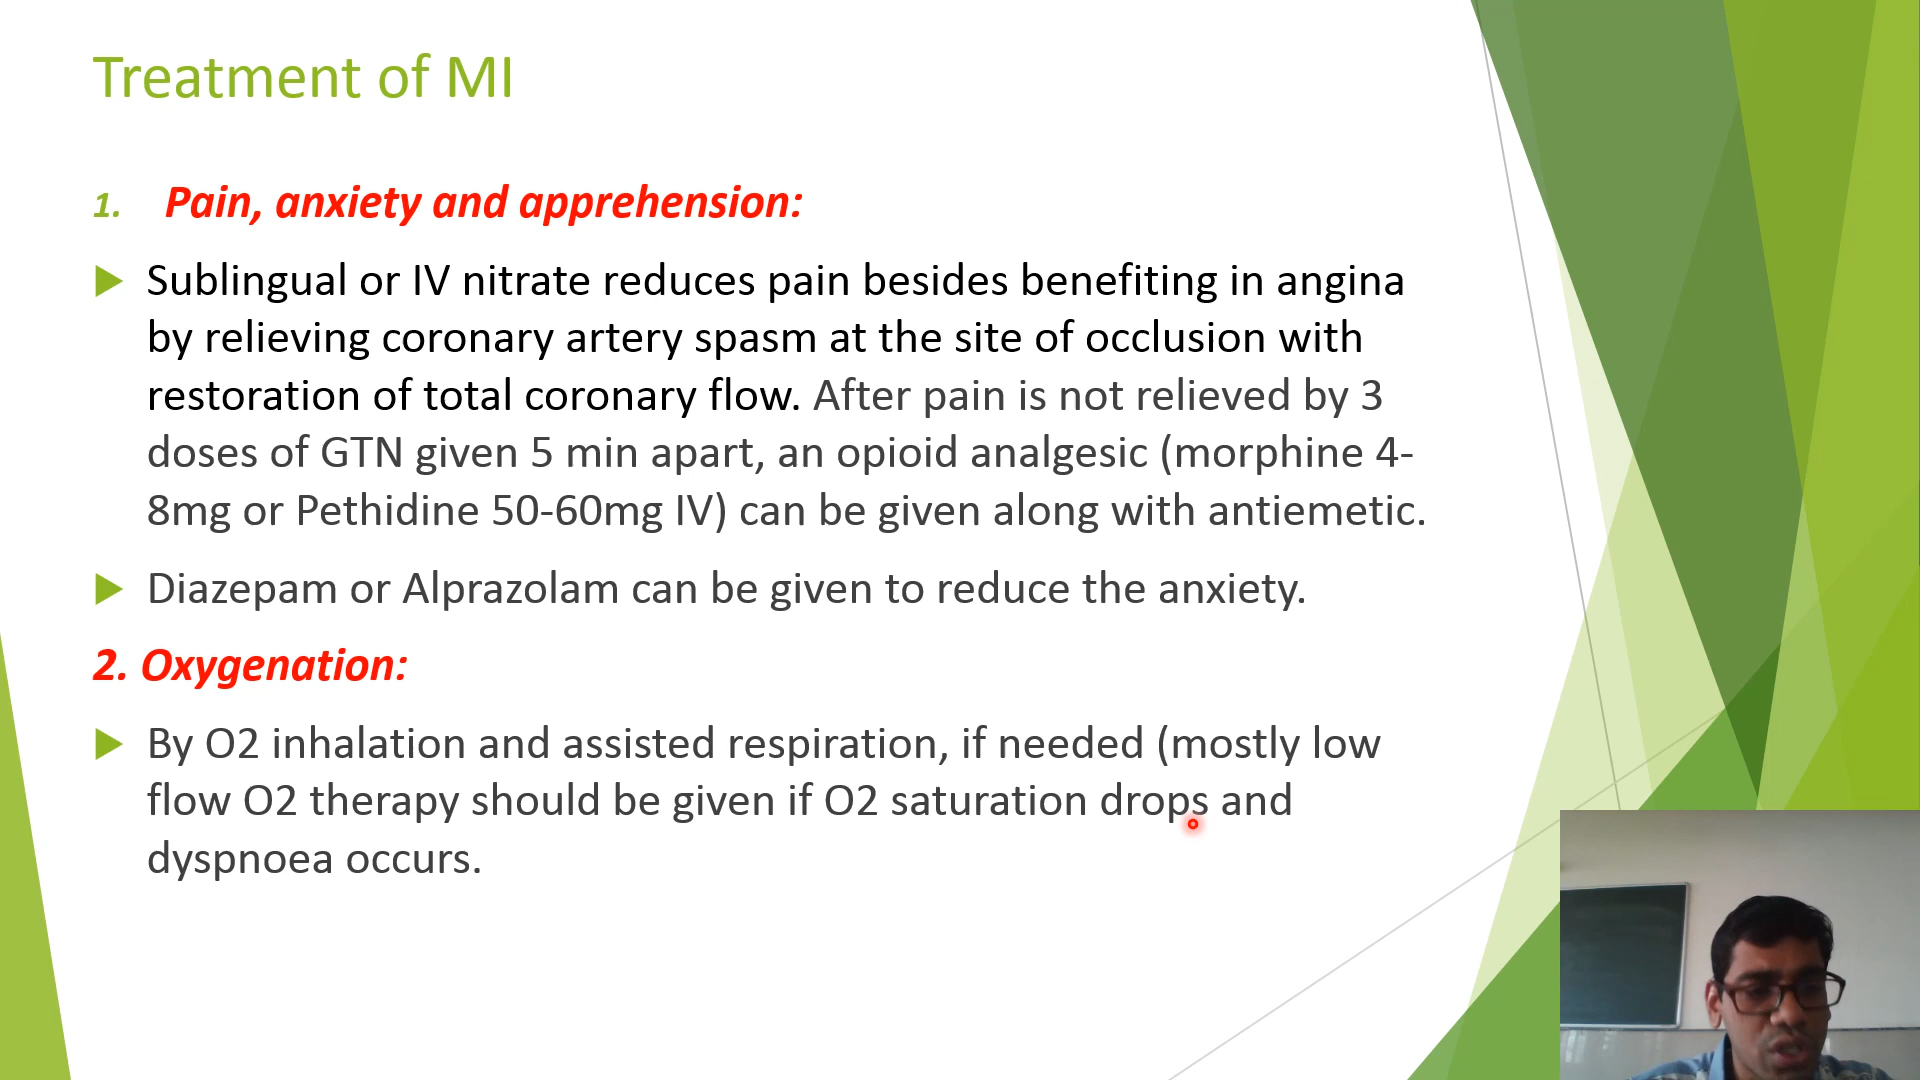 Treatment of MI
1. Pain, anxiety and apprehension:
Sublingual or IV nitrate reduces pain besides benefiting in angina
by relieving coronary artery spasm at the site of occlusion with
restoration of total coronary flow. After pain is not relieved by 3
doses of GTN given 5 min apart, an opioid analgesic (morphine 4-
8mg or Pethidine 50-60mg IV) can be given along with antiemetic.
Diazepam or Alprazolam can be given to reduce the anxiety.
2. Oxygenation:
By O2 inhalation and assisted respiration, if needed (mostly low
flow O2 therapy should be given if O2 saturation drops and
dyspnoea occurs.